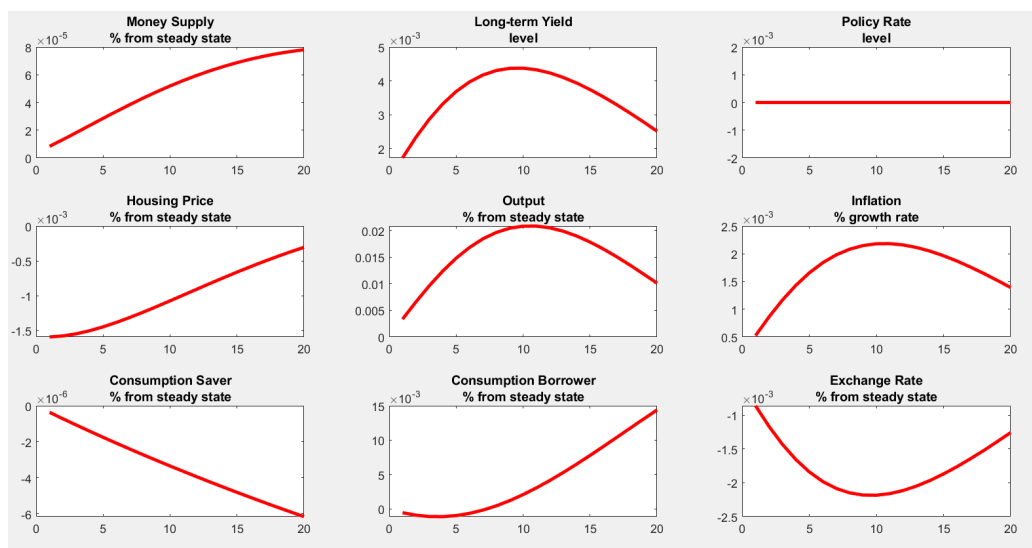 Money Supply
% from steady state
×10-5
8
6
4
2
0
0 5 10 15 20
Long-term Yield
level
×10-3
5
4
3
2
0 5 10 15 20
Policy Rate
level
×10-3
2
1
0
-1
-2
0 5 10 15 20
Housing Price
% from steady state
×10-3
0
-0.5
-1
-1.5
0 5 10 15 20
Output
% from steady state
0.02
0.015
0.01
0.005
0
0 5 10 15 20
Inflation
% growth rate
×10-3
2.5
2
1.5
1
0.5
0 5 10 15 20
Consumption Saver
% from steady state
×10-6
0
-2
-4
-6
0 5 10 15 20
Consumption Borrower
% from steady state
×10-3
15
10
5
0
0 5 10 15 20
Exchange Rate
% from steady state
×10-3
-1
-1.5
-2
-2.5
0 5 10 15 20